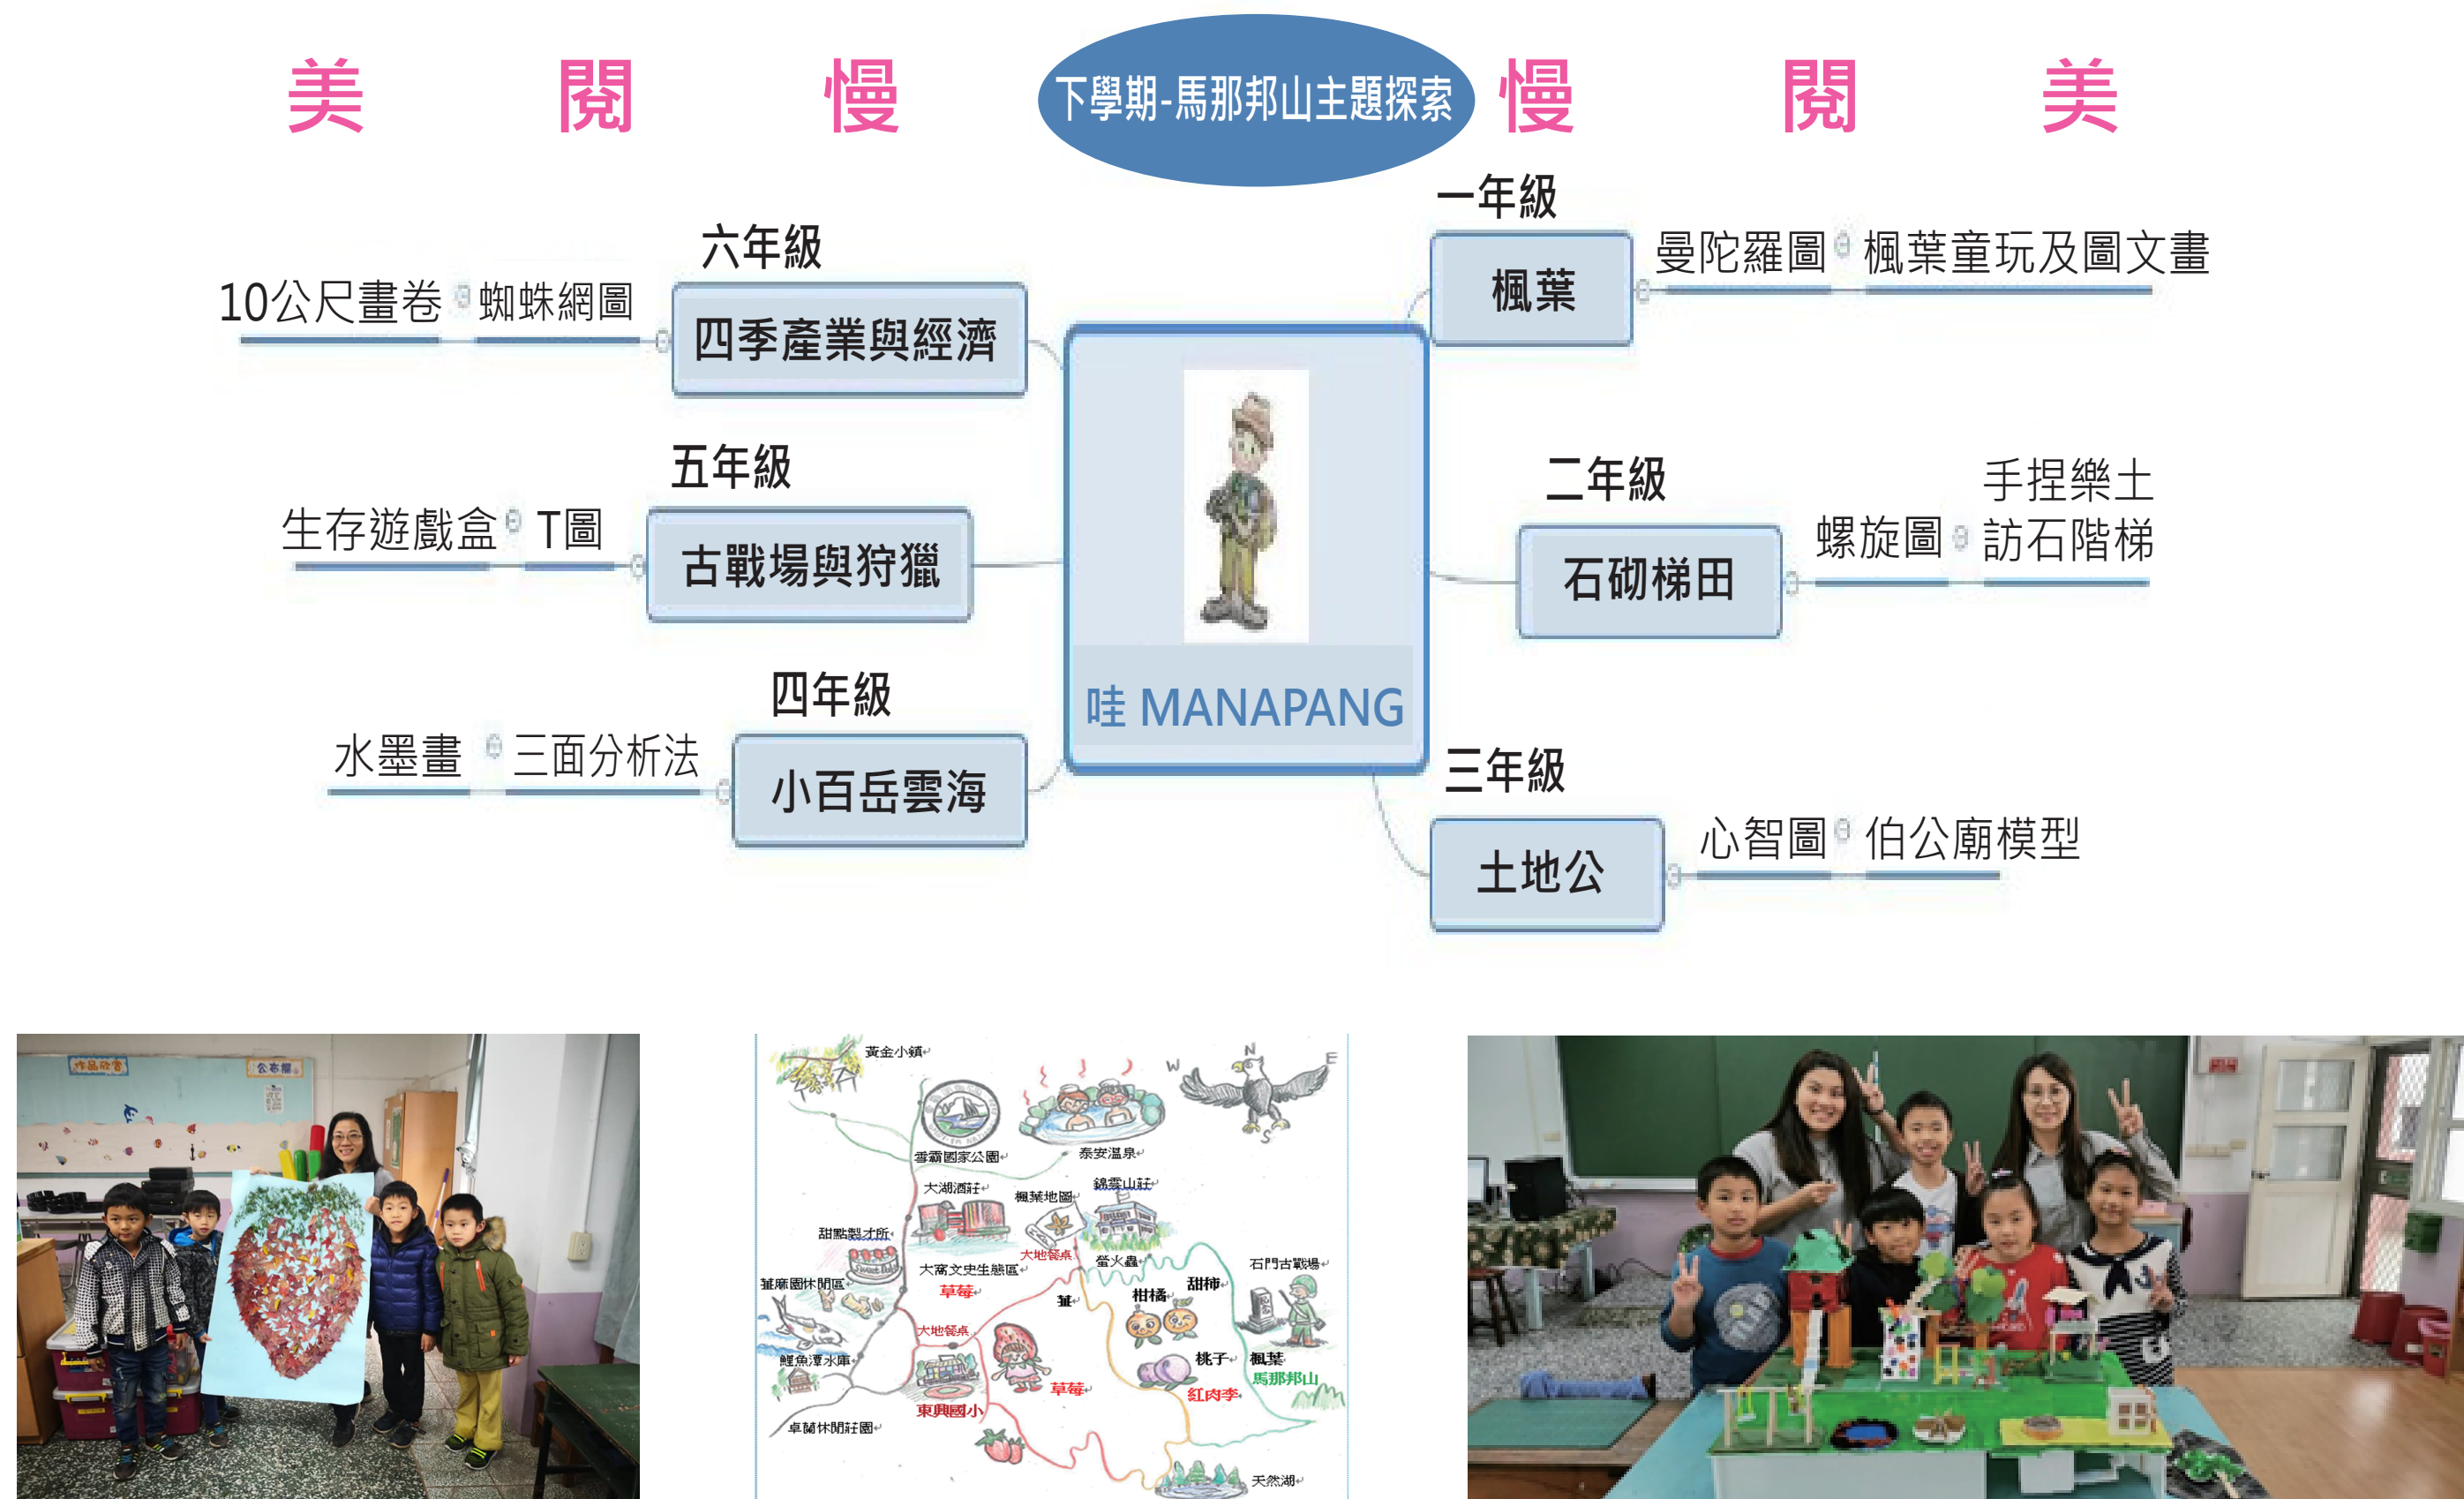 美 閱 慢 下學期-馬那邦山主題探索 慢 閱 美
六年級
四季產業與經濟
蜘蛛網圖
10公尺畫卷
五年級
古戰場與狩獵
T圖
生存遊戲盒
四年級
小百岳雲海
三面分析法
水墨畫
哇 MANAPANG
一年級
楓葉
曼陀羅圖
楓葉童玩及圖文畫
二年級
石砌梯田
螺旋圖
手捏樂土
訪石階梯
三年級
土地公
心智圖
伯公廟模型
作品欣賞
公布欄
黃金小鎮
W N E
S
雪霸國家公園
泰安溫泉
大湖酒莊
楓葉地圖
錦雲山莊
甜點製才所
大地餐桌
螢火蟲
石門古戰場
大窩文史生態區
薑麻園休閒區
草莓
薑
柑橘
甜柿
大地餐桌
鯉魚潭水庫
桃子
楓葉
馬那邦山
草莓
紅肉李
東興國小
卓蘭休閒莊園
天然湖